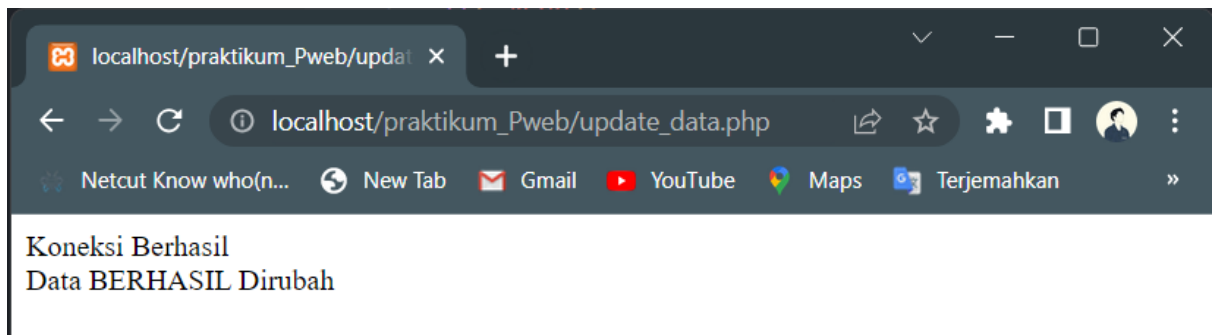 localhost/praktikum_Pweb/updat
localhost/praktikum_Pweb/update_data.php
Netcut Know who(n... New Tab Gmail YouTube Maps Terjemahkan
Koneksi Berhasil
Data BERHASIL Dirubah